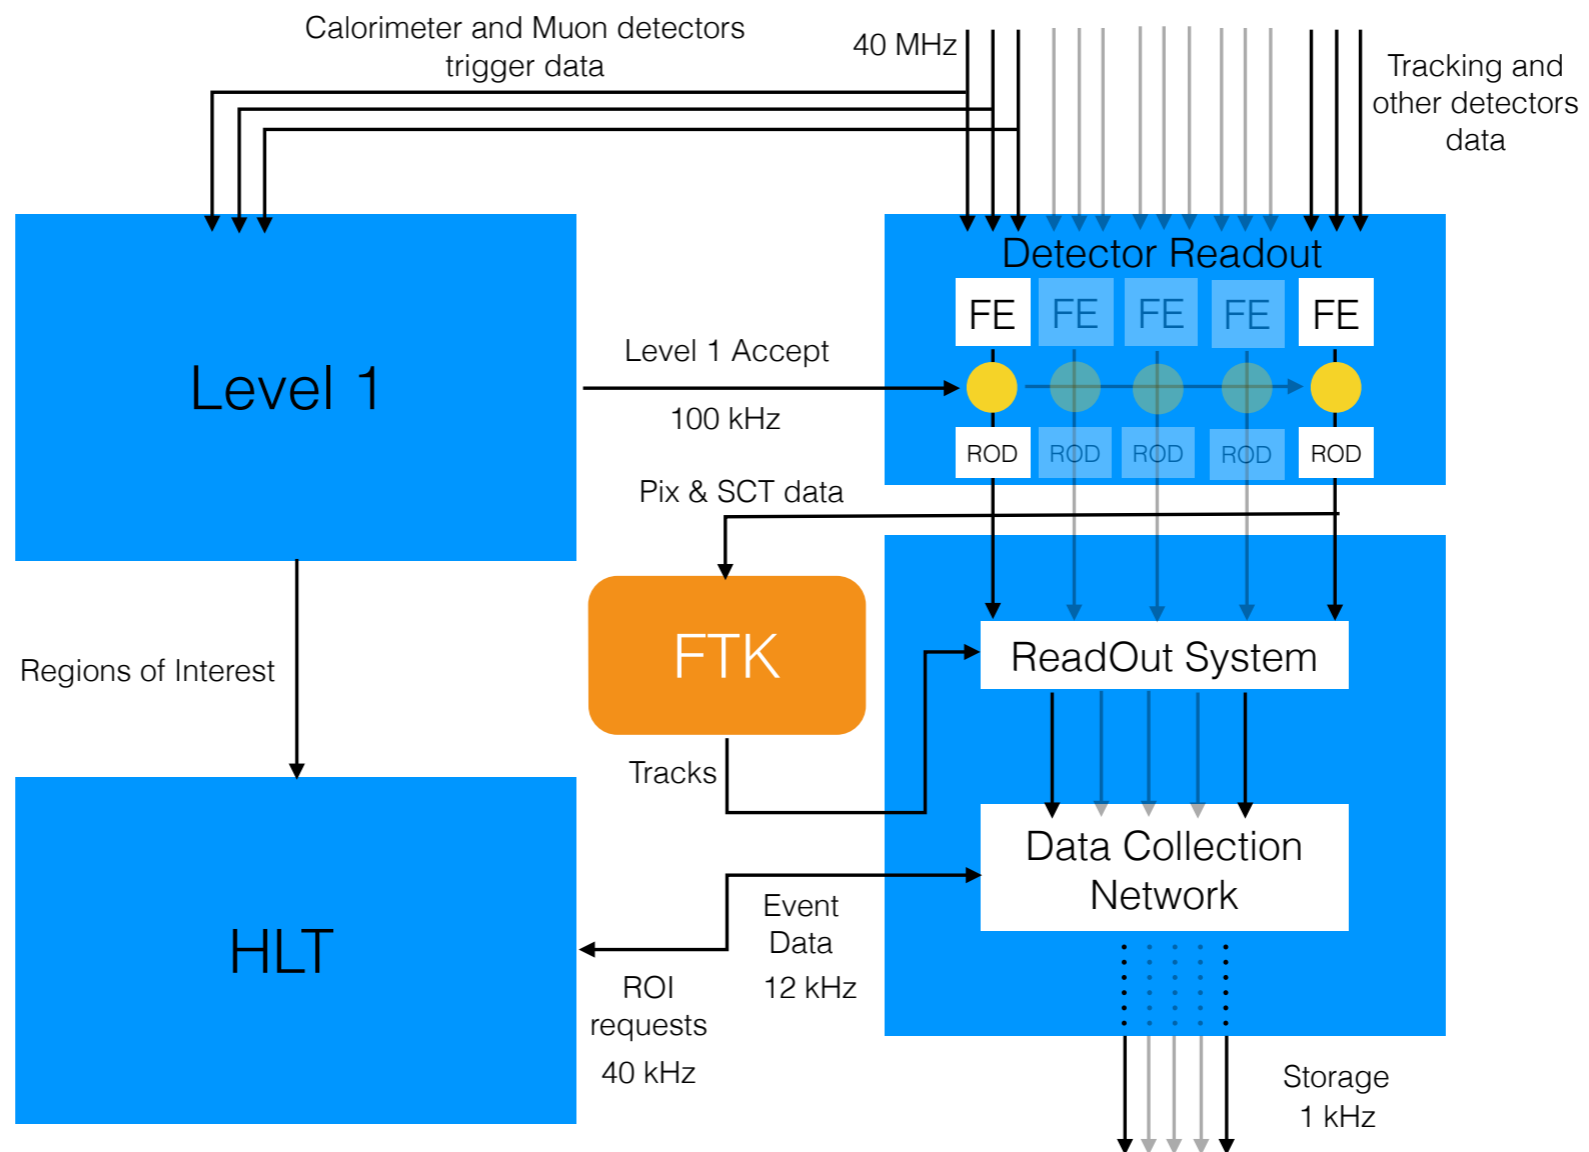 Calorimeter and Muon detectors
trigger data
40 MHz
Tracking and
other detectors
data
Detector Readout
FE
FE
FE
FE
FE
Level 1
Level 1 Accept
100 kHz
ROD
ROD
ROD
ROD
ROD
Pix & SCT data
FTK
ReadOut System
Regions of Interest
Tracks
Data Collection
Network
Event
Data
12 kHz
HLT
ROI
requests
40 kHz
Storage
1 kHz